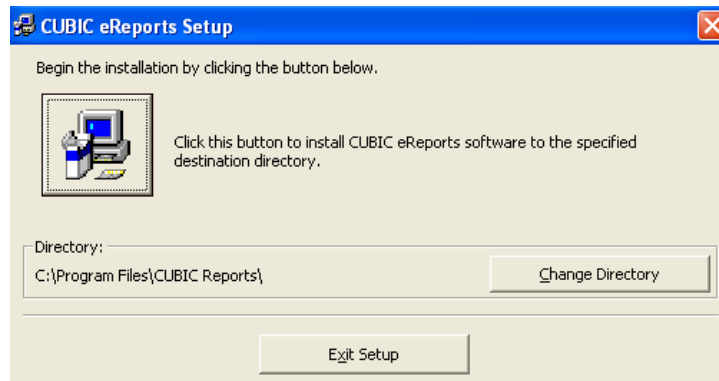 CUBIC eReports Setup
Begin the installation by clicking the button below.
Click this button to install CUBIC eReports software to the specified
destination directory.
Directory:
C:\Program Files\CUBIC Reports\
Change Directory
Exit Setup